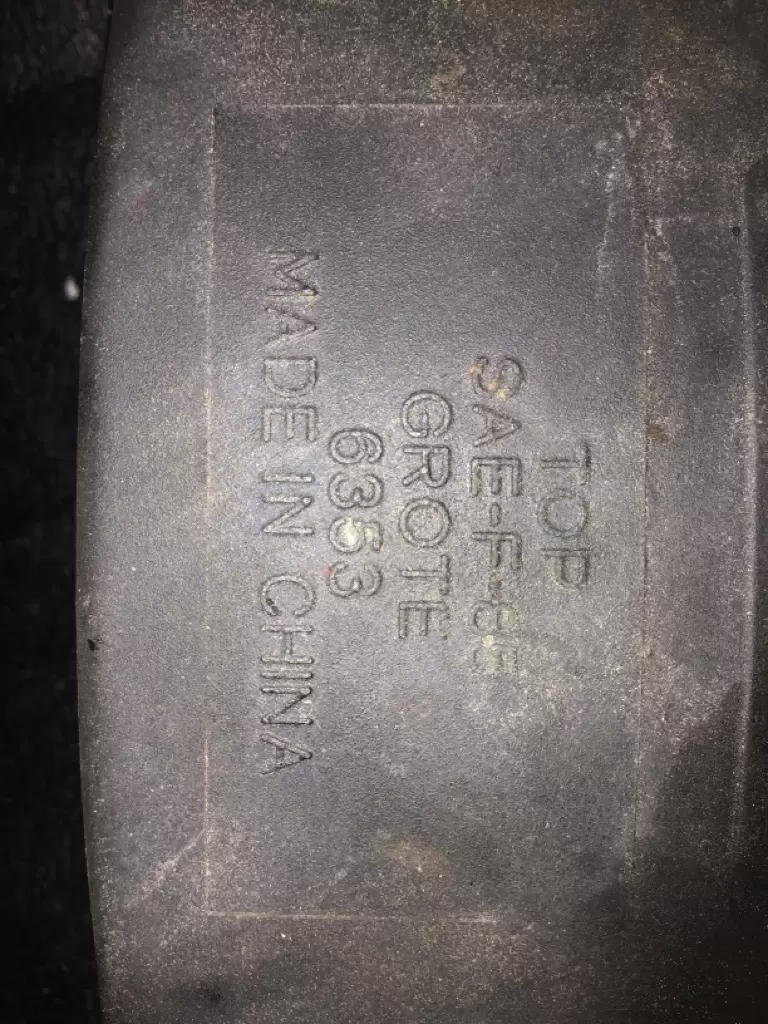 TOP
SAE-F-85
GROTE
6353
MADE IN CHINA